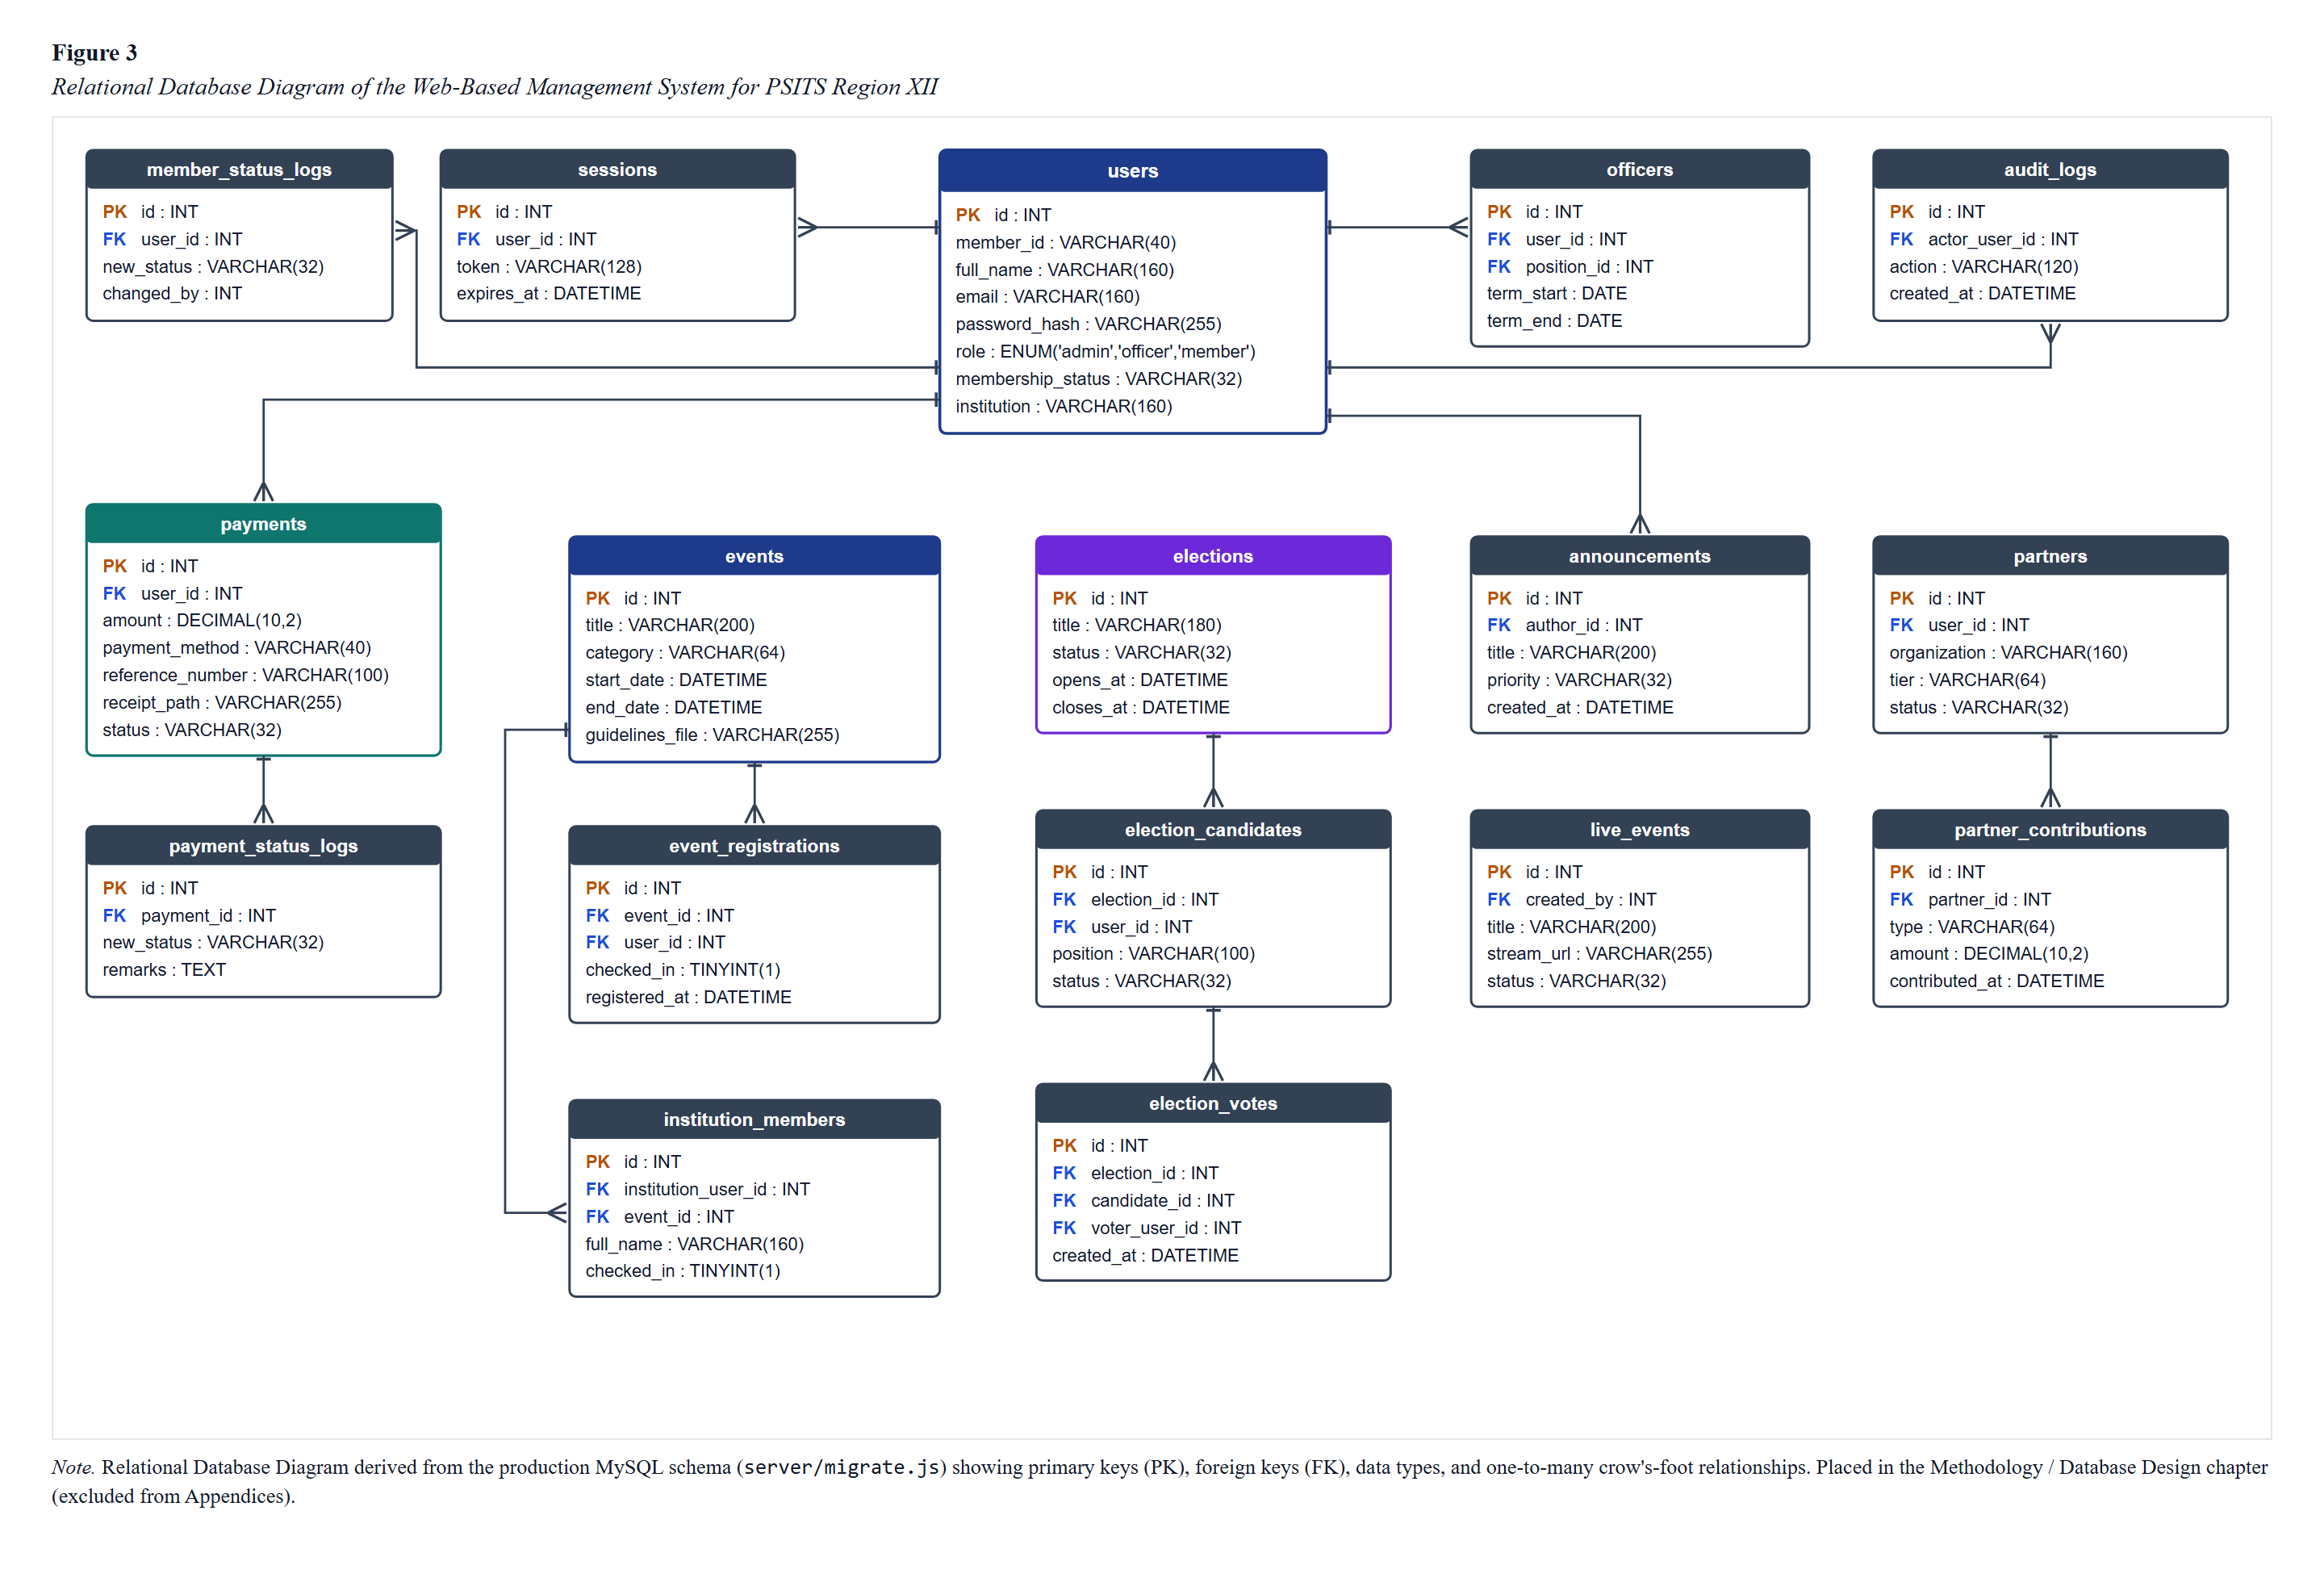 Figure 3
Relational Database Diagram of the Web-Based Management System for PSITS Region XII
member_status_logs
PK id : INT
FK user_id : INT
new_status : VARCHAR(32)
changed_by : INT
sessions
PK id : INT
FK user_id : INT
token : VARCHAR(128)
expires_at : DATETIME
users
PK id : INT
member_id : VARCHAR(40)
full_name : VARCHAR(160)
email : VARCHAR(160)
password_hash : VARCHAR(255)
role : ENUM('admin','officer','member')
membership_status : VARCHAR(32)
institution : VARCHAR(160)
officers
PK id : INT
FK user_id : INT
FK position_id : INT
term_start : DATE
term_end : DATE
audit_logs
PK id : INT
FK actor_user_id : INT
action : VARCHAR(120)
created_at : DATETIME
payments
PK id : INT
FK user_id : INT
amount : DECIMAL(10,2)
payment_method : VARCHAR(40)
reference_number : VARCHAR(100)
receipt_path : VARCHAR(255)
status : VARCHAR(32)
events
PK id : INT
title : VARCHAR(200)
category : VARCHAR(64)
start_date : DATETIME
end_date : DATETIME
guidelines_file : VARCHAR(255)
elections
PK id : INT
title : VARCHAR(180)
status : VARCHAR(32)
opens_at : DATETIME
closes_at : DATETIME
announcements
PK id : INT
FK author_id : INT
title : VARCHAR(200)
priority : VARCHAR(32)
created_at : DATETIME
partners
PK id : INT
FK user_id : INT
organization : VARCHAR(160)
tier : VARCHAR(64)
status : VARCHAR(32)
payment_status_logs
PK id : INT
FK payment_id : INT
new_status : VARCHAR(32)
remarks : TEXT
event_registrations
PK id : INT
FK event_id : INT
FK user_id : INT
checked_in : TINYINT(1)
registered_at : DATETIME
election_candidates
PK id : INT
FK election_id : INT
FK user_id : INT
position : VARCHAR(100)
status : VARCHAR(32)
live_events
PK id : INT
FK created_by : INT
title : VARCHAR(200)
stream_url : VARCHAR(255)
status : VARCHAR(32)
partner_contributions
PK id : INT
FK partner_id : INT
type : VARCHAR(64)
amount : DECIMAL(10,2)
contributed_at : DATETIME
institution_members
PK id : INT
FK institution_user_id : INT
FK event_id : INT
full_name : VARCHAR(160)
checked_in : TINYINT(1)
election_votes
PK id : INT
FK election_id : INT
FK candidate_id : INT
FK voter_user_id : INT
created_at : DATETIME
Note. Relational Database Diagram derived from the production MySQL schema (server/migrate.js) showing primary keys (PK), foreign keys (FK), data types, and one-to-many crow's-foot relationships. Placed in the Methodology / Database Design chapter
(excluded from Appendices).